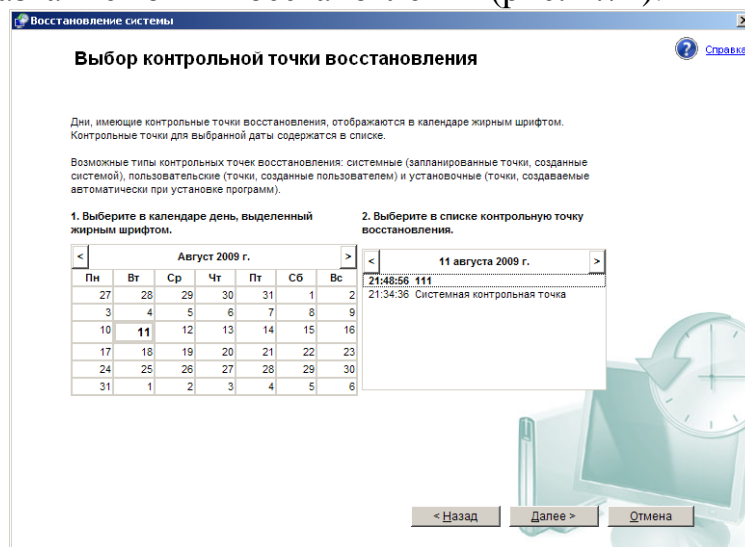 Восстановление системы
Выбор контрольной точки восстановления
Справка
Дни, имеющие контрольные точки восстановления, отображаются в календаре жирным шрифтом.
Контрольные точки для выбранной даты содержатся в списке.
Возможные типы контрольных точек восстановления: системные (запланированные точки, созданные
системой), пользовательские (точки, созданные пользователем) и установочные (точки, создаваемые
автоматически при установке программ).
1. Выберите в календаре день, выделенный
жирным шрифтом.
< Август 2009 г. >
Пн Вт Ср Чт Пт Сб Вс
27 28 29 30 31 1 2
3 4 5 6 7 8 9
10 11 12 13 14 15 16
17 18 19 20 21 22 23
24 25 26 27 28 29 30
31 1 2 3 4 5 6
2. Выберите в списке контрольную точку
восстановления.
< 11 августа 2009 г. >
21:48:56 111
21:34:36 Системная контрольная точка
< Назад Далее > Отмена